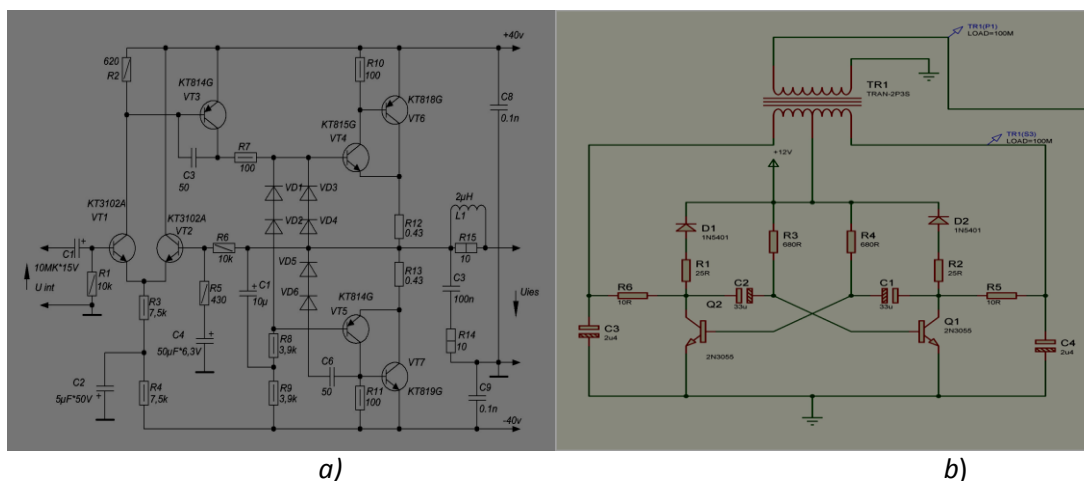 +40v
620
R2
KT814G
VT3
R10
100
KT818G
VT6
C8
0.1n
KT815G
VT4
R7
100
C3
50
2µH
L1
KT3102A
VT1
KT3102A
VT2
VD1
VD3
VD2
VD4
R12
0.43
R6
10k
R15
10
C1
10MK*15V
U int
R1
10k
R5
430
C1
10µ
VD5
VD6
R13
0.43
C3
100n
Uies
R3
7,5k
KT814G
VT5
C4
50µF*6,3V
R8
3,9k
R14
10
VT7
C2
5µF*50V
R4
7,5k
C6
50
R9
3,9k
R11
100
KT819G
C9
0.1n
-40v
a)
TR1(P1)
LOAD=100M
TR1
TRAN-2P3S
TR1(S3)
LOAD=100M
+12V
D1
1N5401
R3
680R
R4
680R
D2
1N5401
R1
25R
R2
25R
R6
10R
C2
33u
C1
33u
R5
10R
Q2
2N3055
Q1
2N3055
C3
2u4
C4
2u4
b)